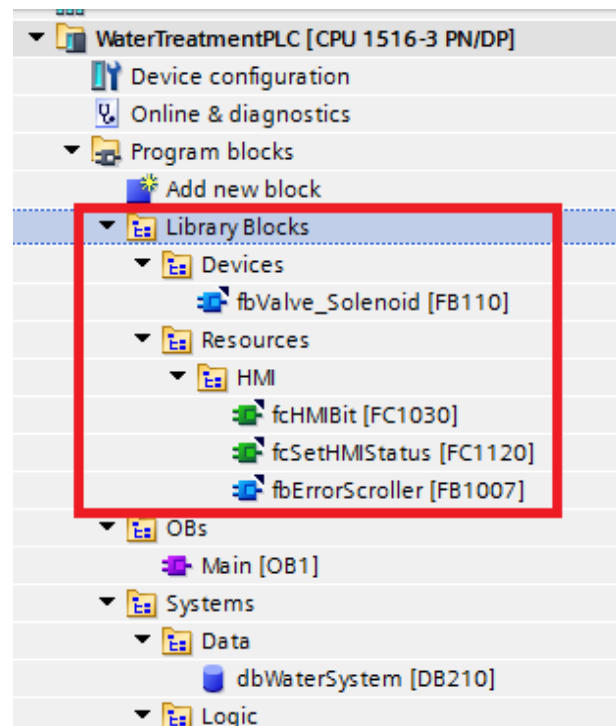 WaterTreatmentPLC [CPU 1516-3 PN/DP]
Device configuration
Online & diagnostics
Program blocks
Add new block
Library Blocks
Devices
fbValve_Solenoid [FB110]
Resources
HMI
fcHMIBit [FC1030]
fcSetHMIStatus [FC1120]
fbErrorScroller [FB1007]
OBs
Main [OB1]
Systems
Data
dbWaterSystem [DB210]
Logic